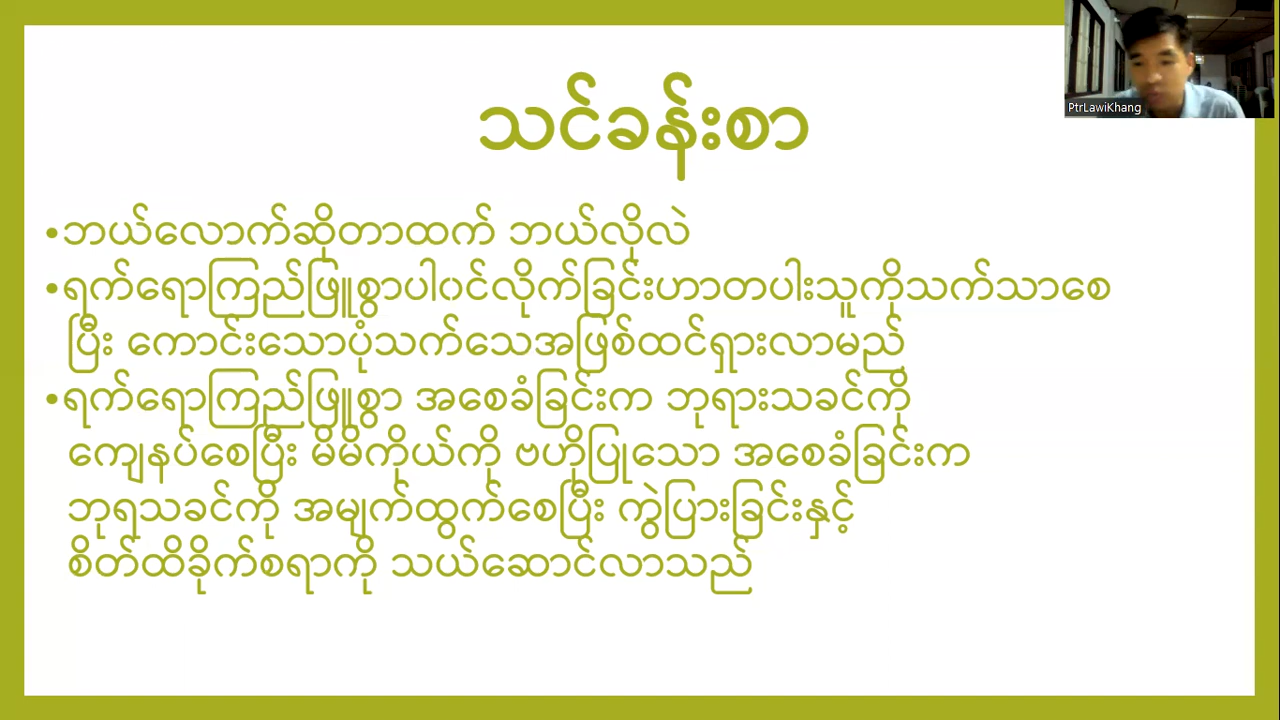 PtrLawiKhang
သင်ခန်းစာ
•ဘယ်လောက်ဆိုတာထက် ဘယ်လိုလဲ
•ရက်ရောကြည်ဖြူစွာပါဝင်လိုက်ခြင်းဟာတပါးသူကိုသက်သာစေ
ပြီး ကောင်းသောပုံသက်သေအဖြစ်ထင်ရှားလာမည်
•ရက်ရောကြည်ဖြူစွာ အစေခံခြင်းက ဘုရားသခင်ကို
ကျေနပ်စေပြီး မိမိကိုယ်ကို ဗဟိုပြုသော အစေခံခြင်းက
ဘုရသခင်ကို အမျက်ထွက်စေပြီး ကွဲပြားခြင်းနှင့်
စိတ်ထိခိုက်စရာကို သယ်ဆောင်လာသည်